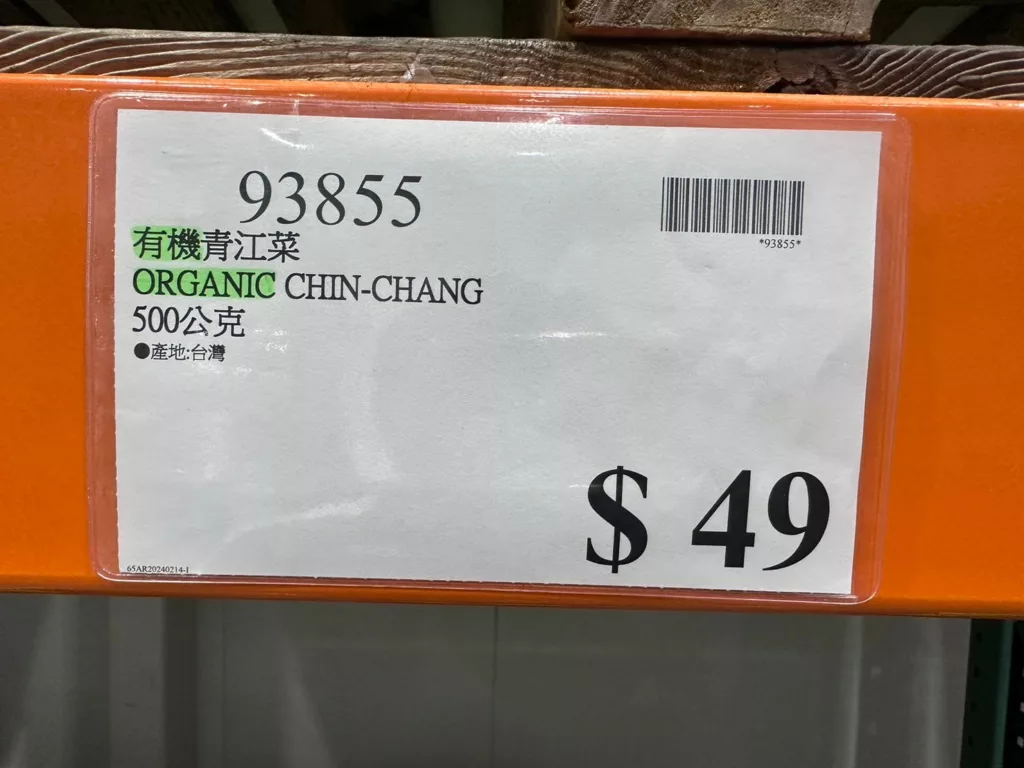 93855
*93855*
有機青江菜
ORGANIC CHIN-CHANG
500公克
●產地:台灣
$ 49
65AR20240214-1